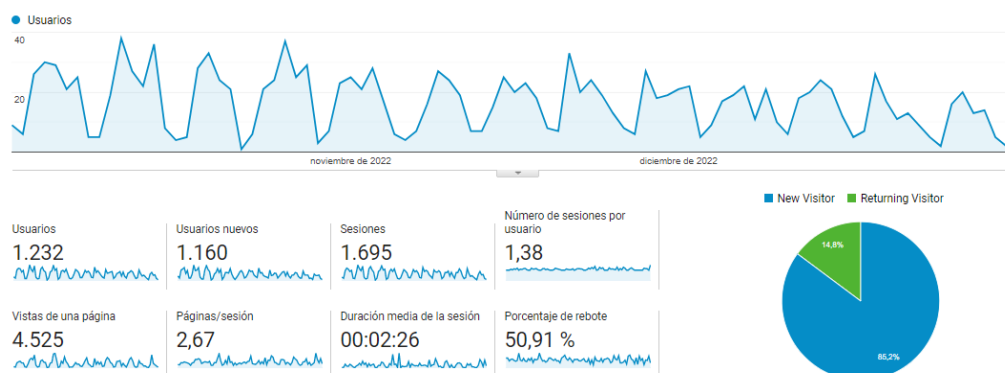 Usuarios
40
20
noviembre de 2022
diciembre de 2022
New Visitor
Returning Visitor
Usuarios
1.232
Usuarios nuevos
1.160
Sesiones
1.695
Número de sesiones por
usuario
1,38
Vistas de una página
4.525
Páginas/sesión
2,67
Duración media de la sesión
00:02:26
Porcentaje de rebote
50,91 %
14,8%
85,2%